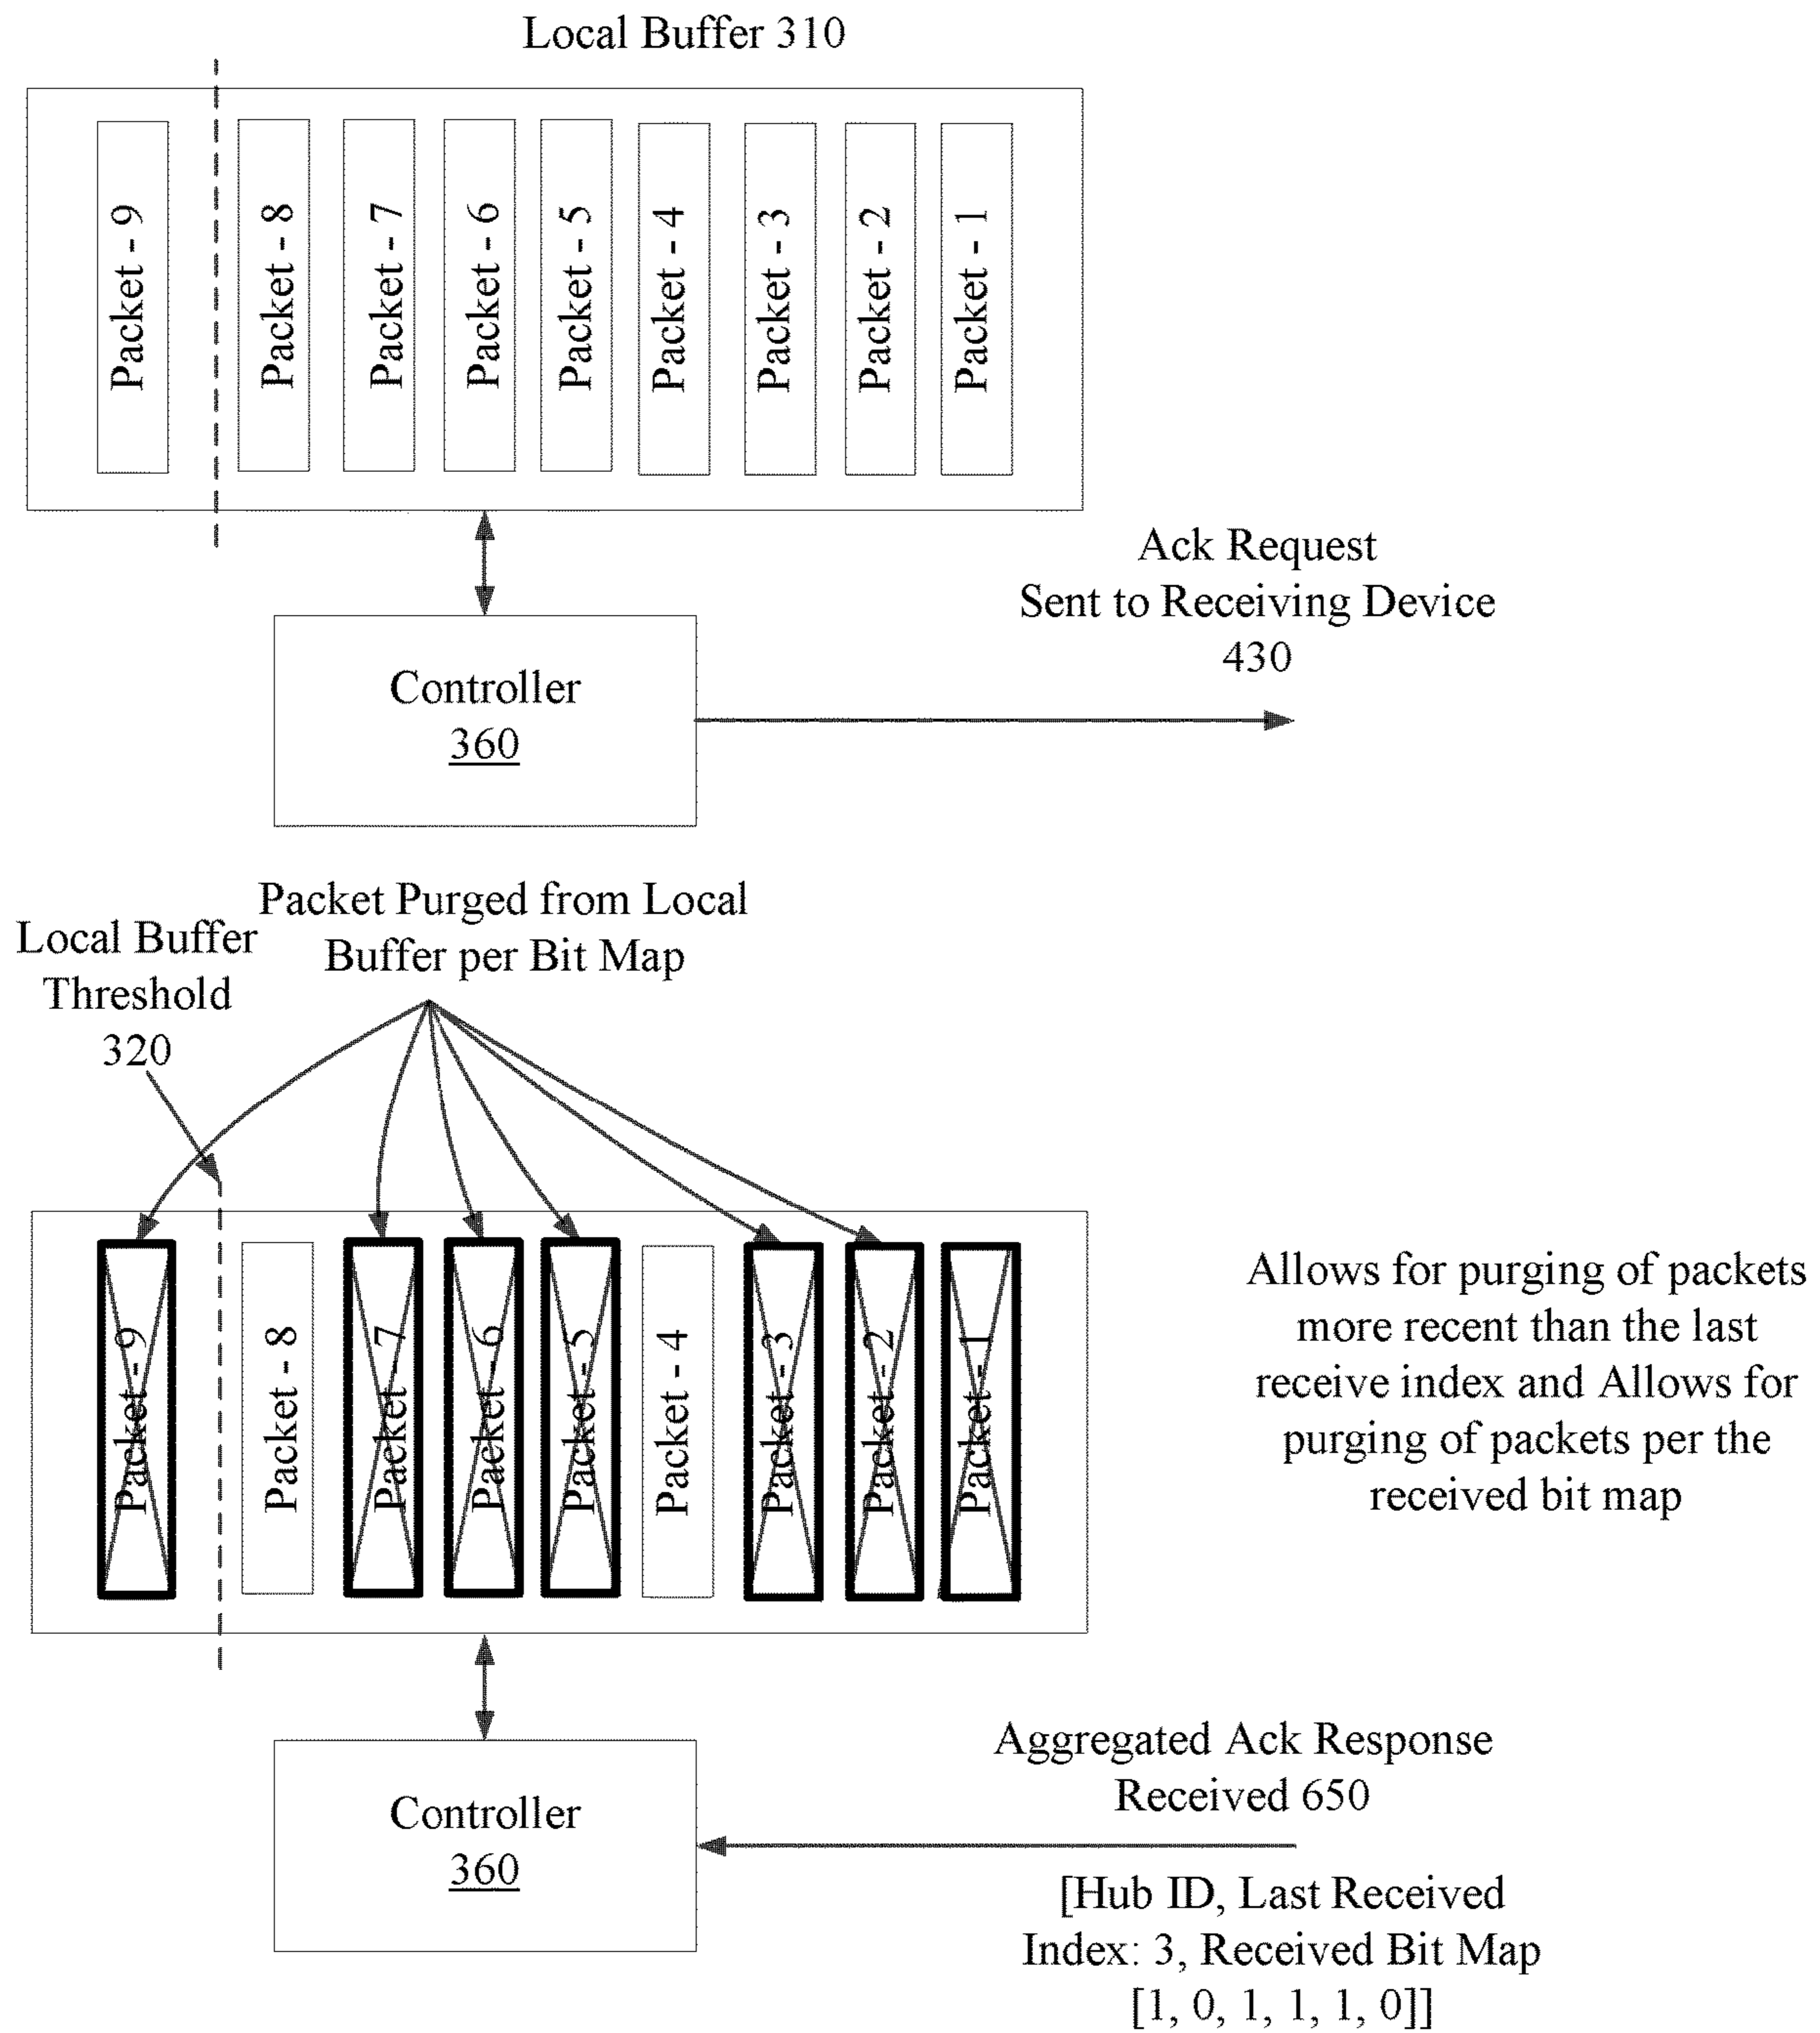 Local Buffer 310
Packet - 9
Packet - 8
Packet - 7
Packet - 6
Packet - 5
Packet - 4
Packet - 3
Packet - 2
Packet - 1
Ack Request
Sent to Receiving Device
430
Controller
360
Packet Purged from Local
Buffer per Bit Map
Local Buffer
Threshold
320
Packet - 9
Packet - 8
Packet - 7
Packet - 6
Packet - 5
Packet - 4
Packet - 3
Packet - 2
Packet - 1
Allows for purging of packets
more recent than the last
receive index and Allows for
purging of packets per the
received bit map
Aggregated Ack Response
Received 650
Controller
360
[Hub ID, Last Received
Index: 3, Received Bit Map
[1, 0, 1, 1, 1, 0]]